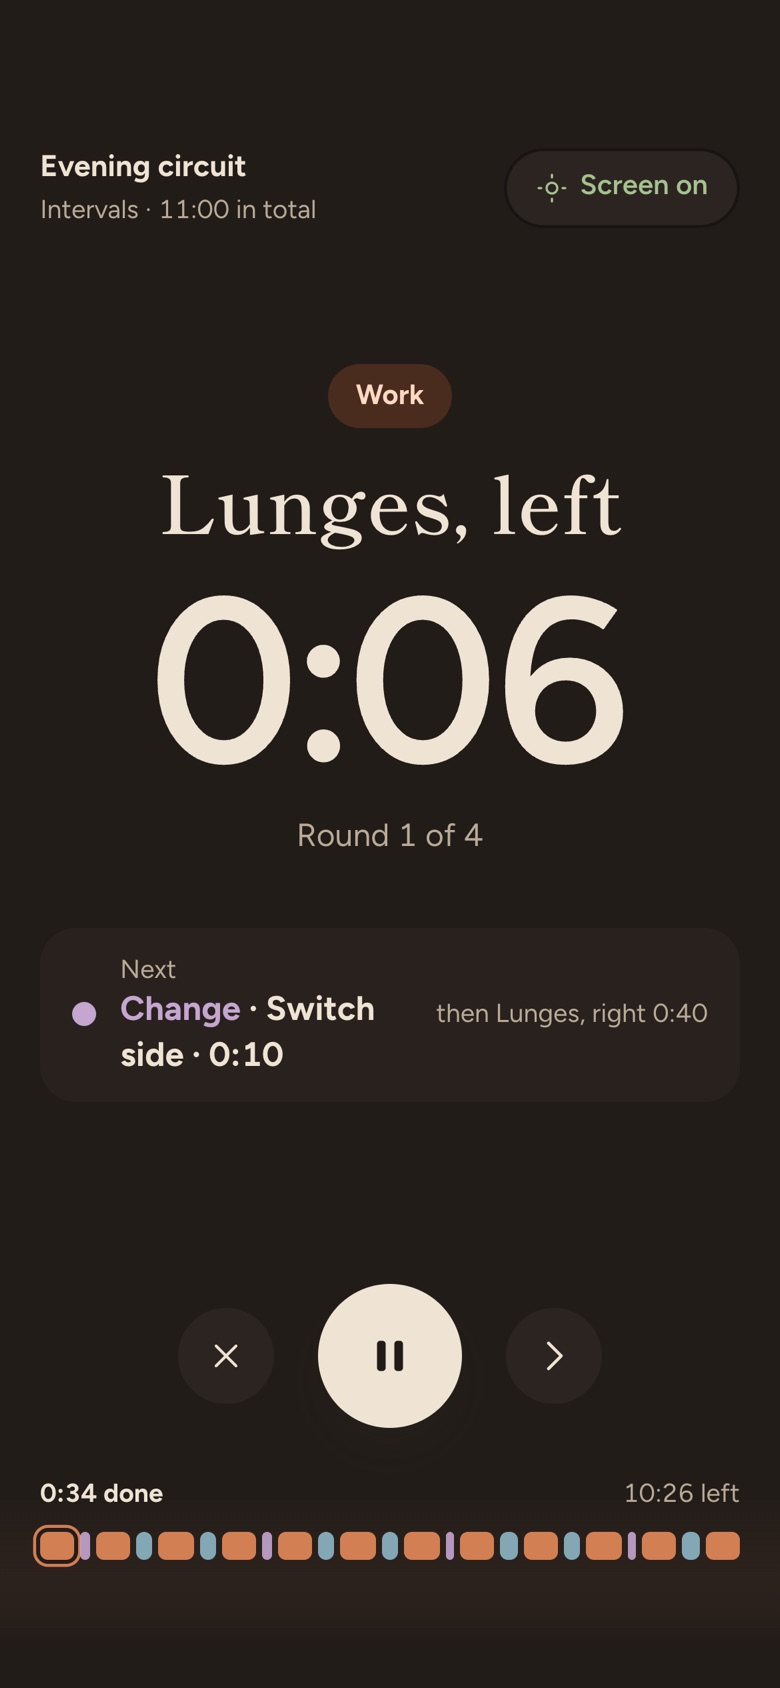 Evening circuit
Intervals · 11:00 in total
Screen on
Work
Lunges, left
0:06
Round 1 of 4
Next
Change · Switch
side · 0:10
then Lunges, right 0:40
0:34 done
10:26 left